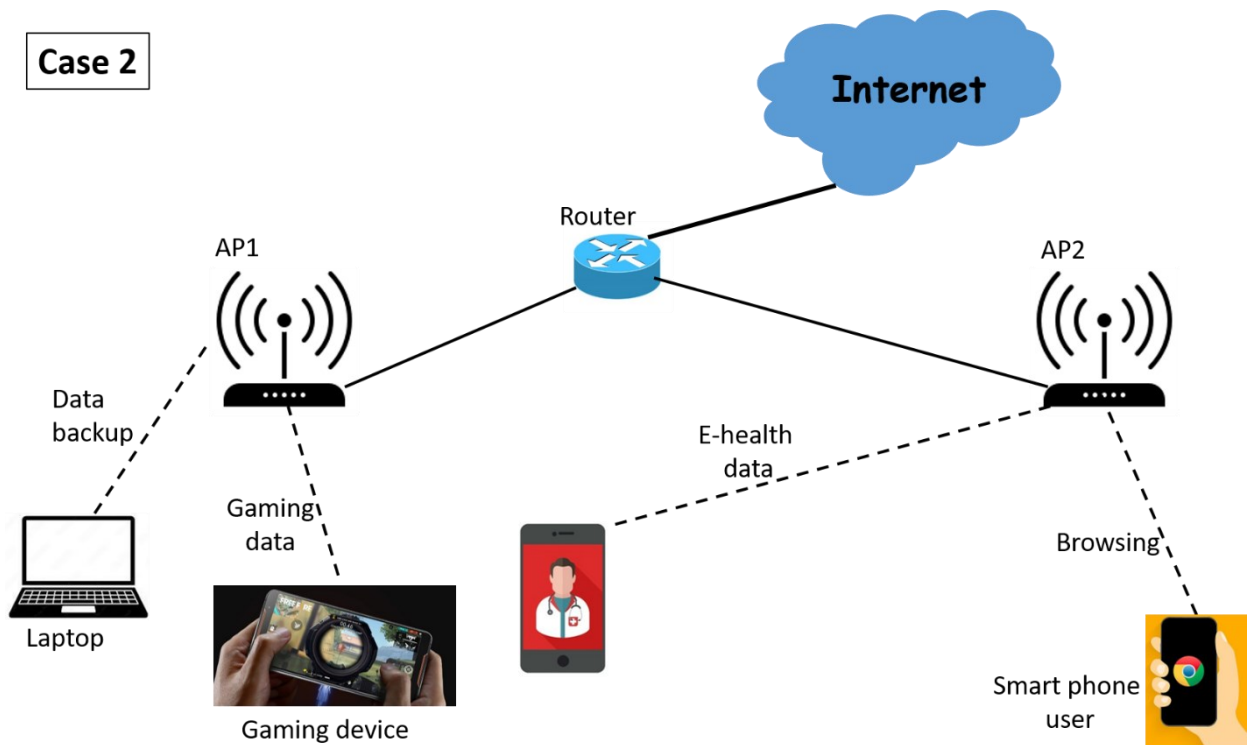 Case 2
Internet
Router
AP1
AP2
Data
backup
E-health
data
Gaming
data
Browsing
Laptop
Smart phone
user
Gaming device